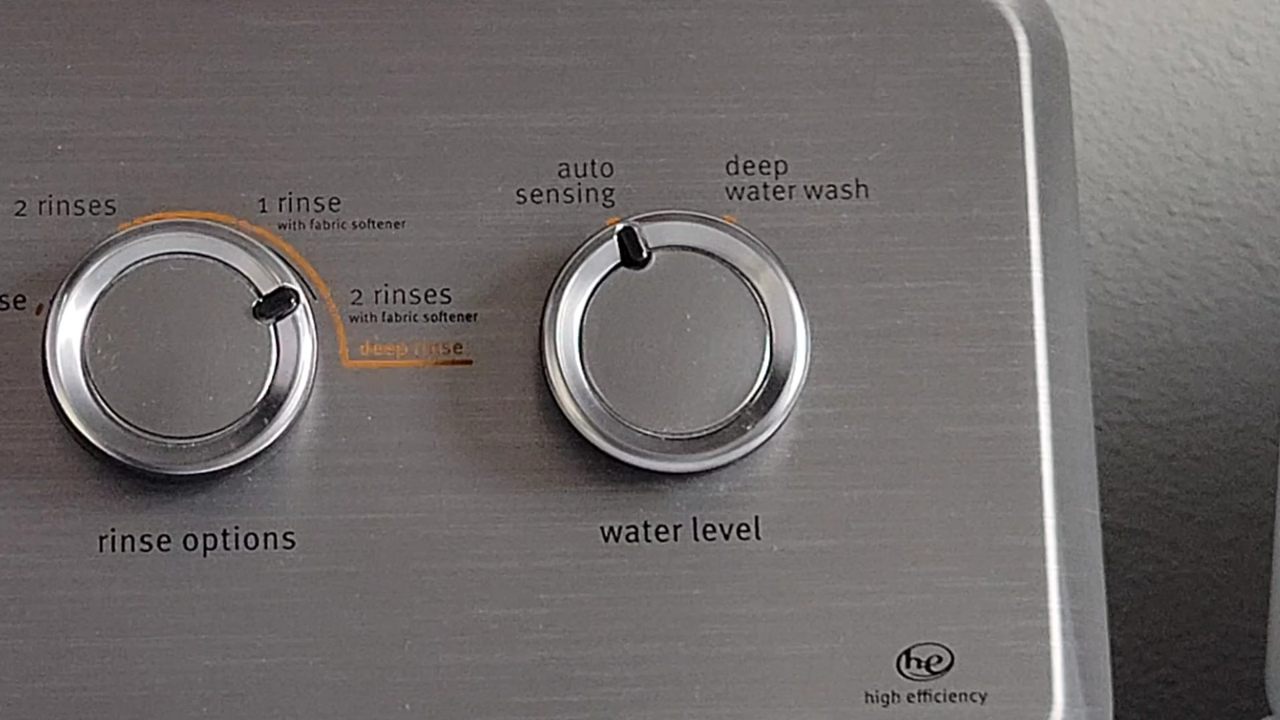 auto
sensing
deep
water wash
2 rinses
1 rinse
with fabric softener
se
2 rinses
with fabric softener
deep rinse
rinse options
water level
he
high efficiency